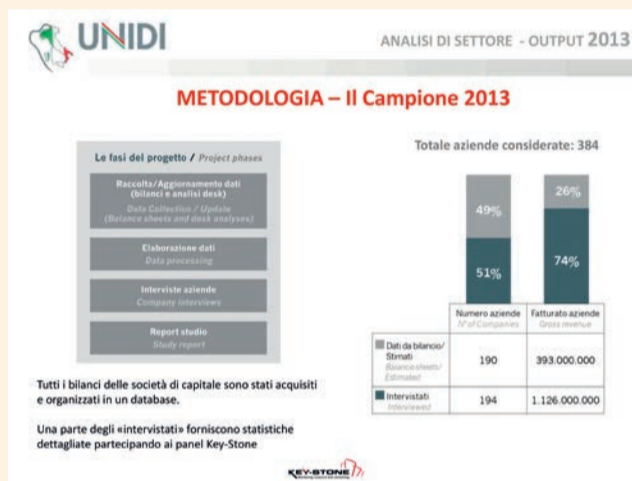 UNIDI
ANALISI DI SETTORE - OUTPUT 2013
METODOLOGIA – Il Campione 2013
Le fasi del progetto / Project phases
Raccolta/Aggiornamento dati
(bilanci e analisi desk)
Data Collection / Update
(Balance sheets and desk analyses)
Elaborazione dati
Data processing
Interviste aziende
Company interviews
Report studio
Study report
Tutti i bilanci delle società di capitale sono stati acquisiti
e organizzati in un database.
Una parte degli «intervistati» forniscono statistiche
dettagliate partecipando ai panel Key-Stone
Totale aziende considerate: 384
49%
26%
51%
74%
Numero aziende
N° of Companies
Fatturato aziende
Gross revenue
Dati da bilancio/
Stimati
Balance sheets/
Estimated
190
393.000.000
Intervistati
Interviewed
194
1.126.000.000
KEY-STONE